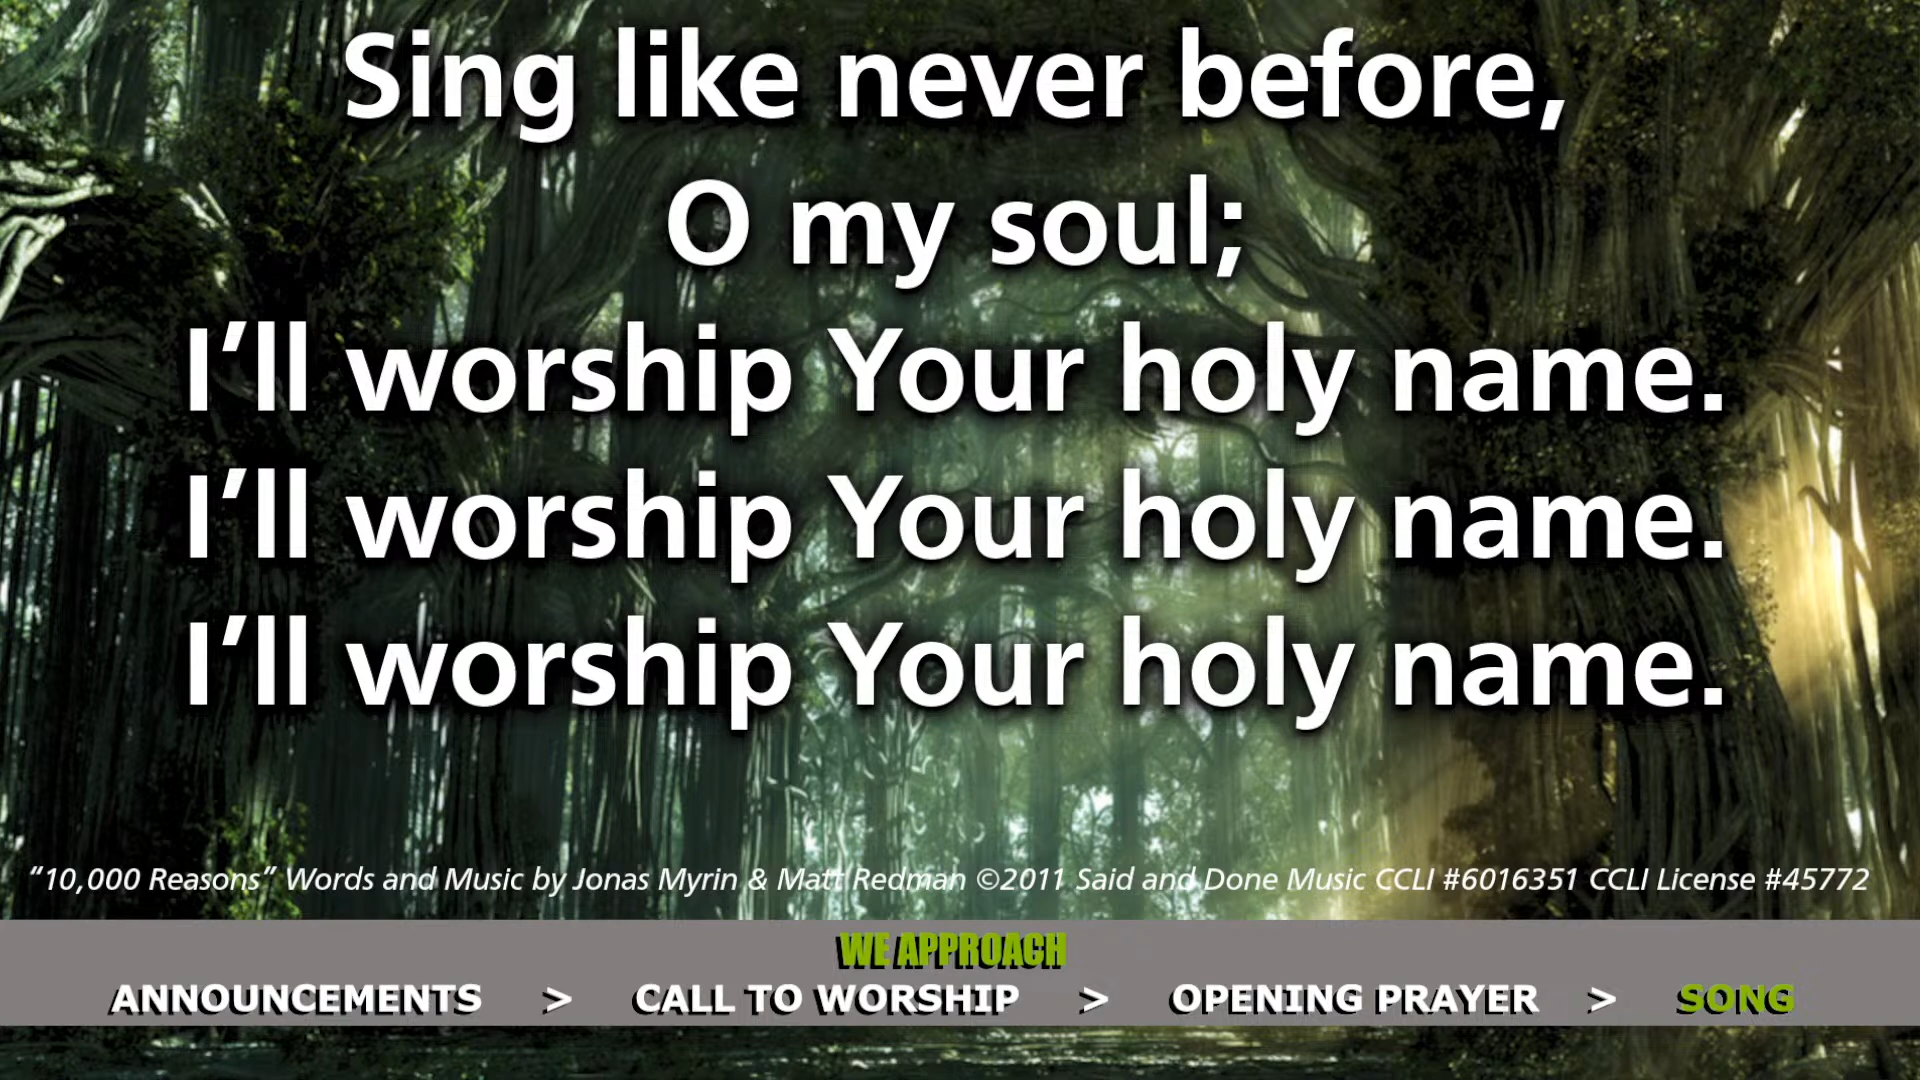 Sing like never before,
O my soul;
I’ll worship Your holy name.
I’ll worship Your holy name.
I’ll worship Your holy name.
“10,000 Reasons” Words and Music by Jonas Myrin & Matt Redman ©2011 Said and Done Music CCLI #6016351 CCLI License #45772
WE APPROACH
ANNOUNCEMENTS > CALL TO WORSHIP > OPENING PRAYER > SONG